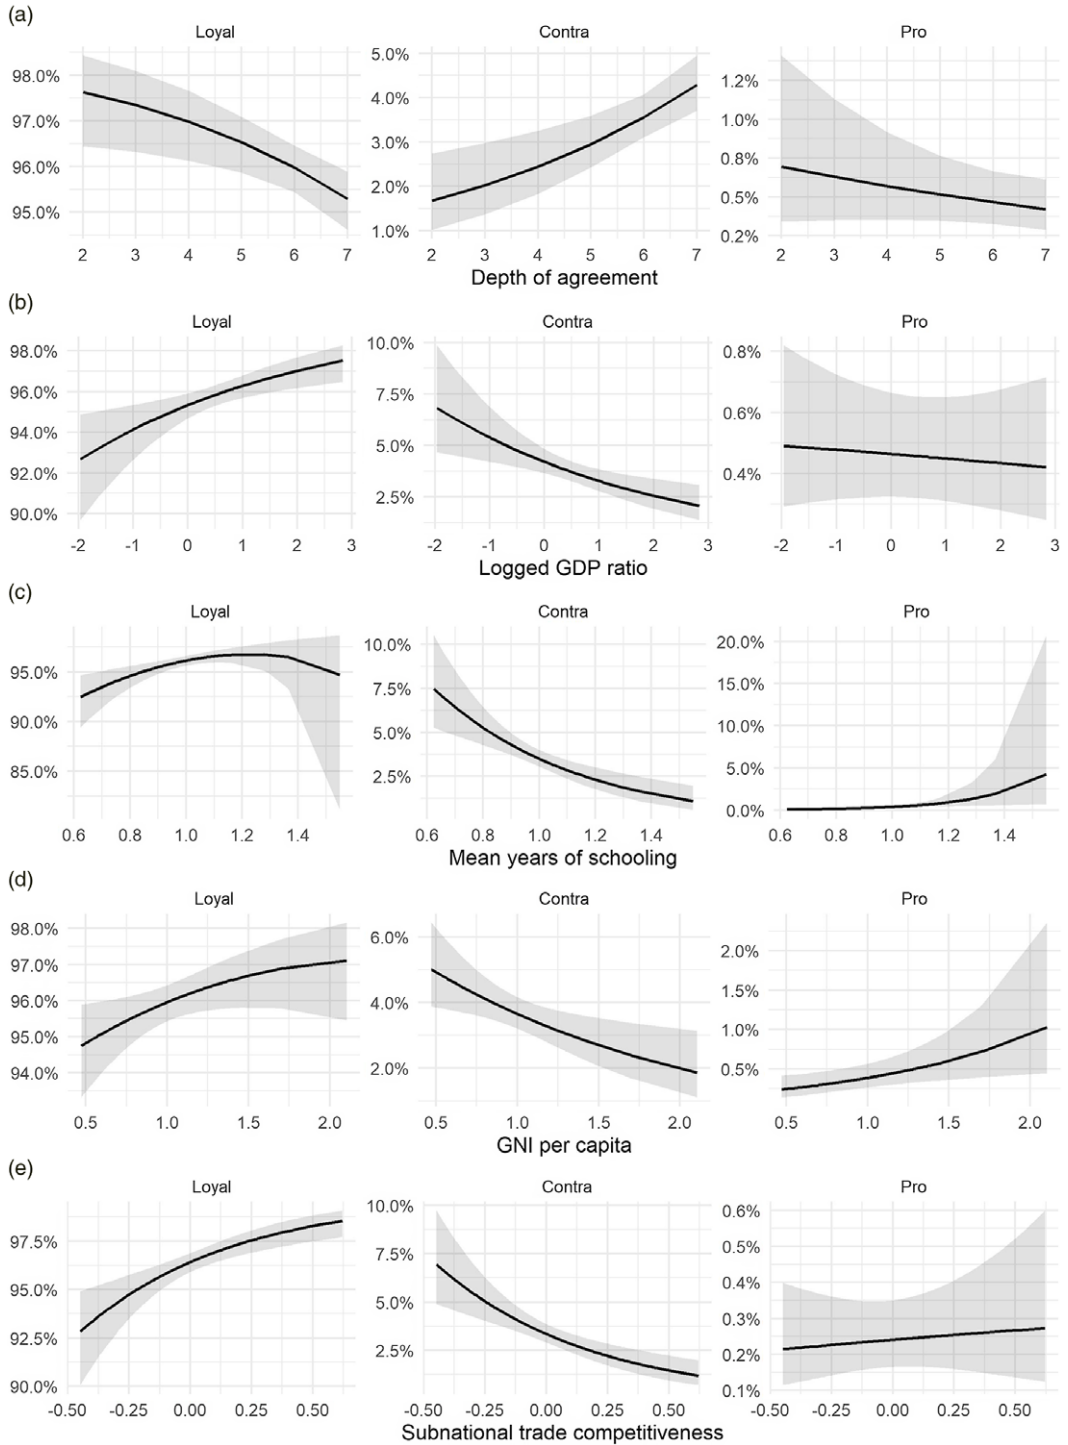 (a)
Loyal Contra Pro
98.0% 97.0% 96.0% 95.0%
5.0% 4.0% 3.0% 2.0% 1.0%
1.2% 1.0% 0.8% 0.5% 0.2%
2 3 4 5 6 7 2 3 4 5 6 7 2 3 4 5 6 7
Depth of agreement
(b)
Loyal Contra Pro
98.0% 96.0% 94.0% 92.0% 90.0%
10.0% 7.5% 5.0% 2.5%
0.8% 0.6% 0.4%
-2 -1 0 1 2 3 -2 -1 0 1 2 3 -2 -1 0 1 2 3
Logged GDP ratio
(c)
Loyal Contra Pro
95.0% 90.0% 85.0%
10.0% 7.5% 5.0% 2.5%
20.0% 15.0% 10.0% 5.0% 0.0%
0.6 0.8 1.0 1.2 1.4 0.6 0.8 1.0 1.2 1.4 0.6 0.8 1.0 1.2 1.4
Mean years of schooling
(d)
Loyal Contra Pro
98.0% 97.0% 96.0% 95.0% 94.0%
6.0% 4.0% 2.0%
2.0% 1.5% 1.0% 0.5%
0.5 1.0 1.5 2.0 0.5 1.0 1.5 2.0 0.5 1.0 1.5 2.0
GNI per capita
(e)
Loyal Contra Pro
97.5% 95.0% 92.5% 90.0%
10.0% 7.5% 5.0% 2.5%
0.6% 0.5% 0.4% 0.3% 0.2% 0.1%
-0.50 -0.25 0.00 0.25 0.50 -0.50 -0.25 0.00 0.25 0.50 -0.50 -0.25 0.00 0.25 0.50
Subnational trade competitiveness